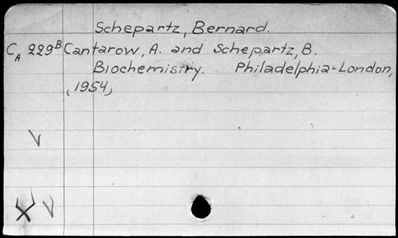 Schepartz, Bernard.
CA 229B Cantarow, A. and Schepartz, B.
Biochemistry. Philadelphia-London,
(1954)